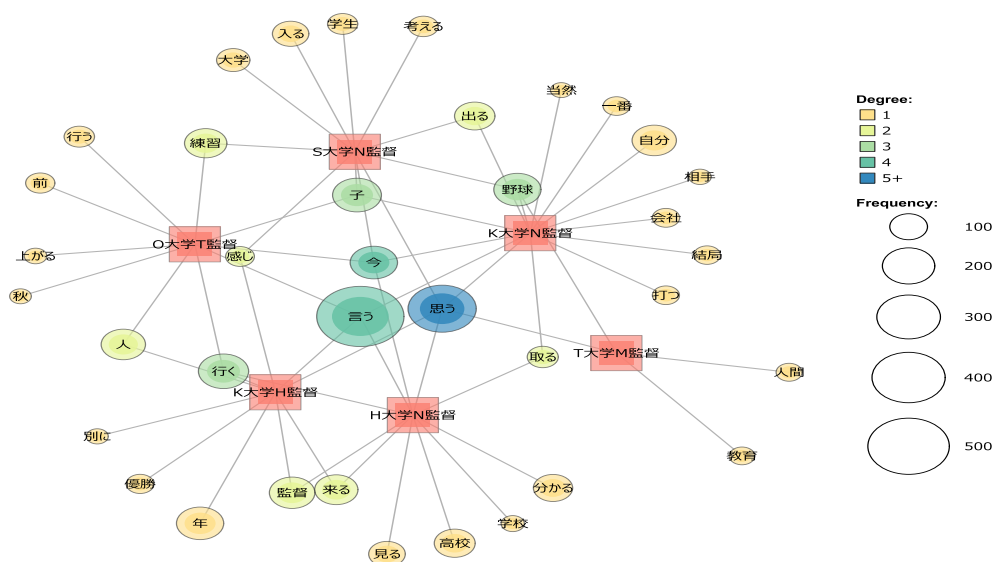 学生
考える
入る
大学
当然
一番
出る
行う
練習
自分
S大学N監督
相手
前
野球
子
会社
K大学N監督
O大学T監督
上がる
感じ
今
結局
秋
打つ
思う
言う
人
取る
T大学M監督
行く
人間
K大学H監督
H大学N監督
別に
教育
優勝
監督
来る
分かる
年
学校
高校
見る
Degree:
1
2
3
4
5+
Frequency:
100
200
300
400
500